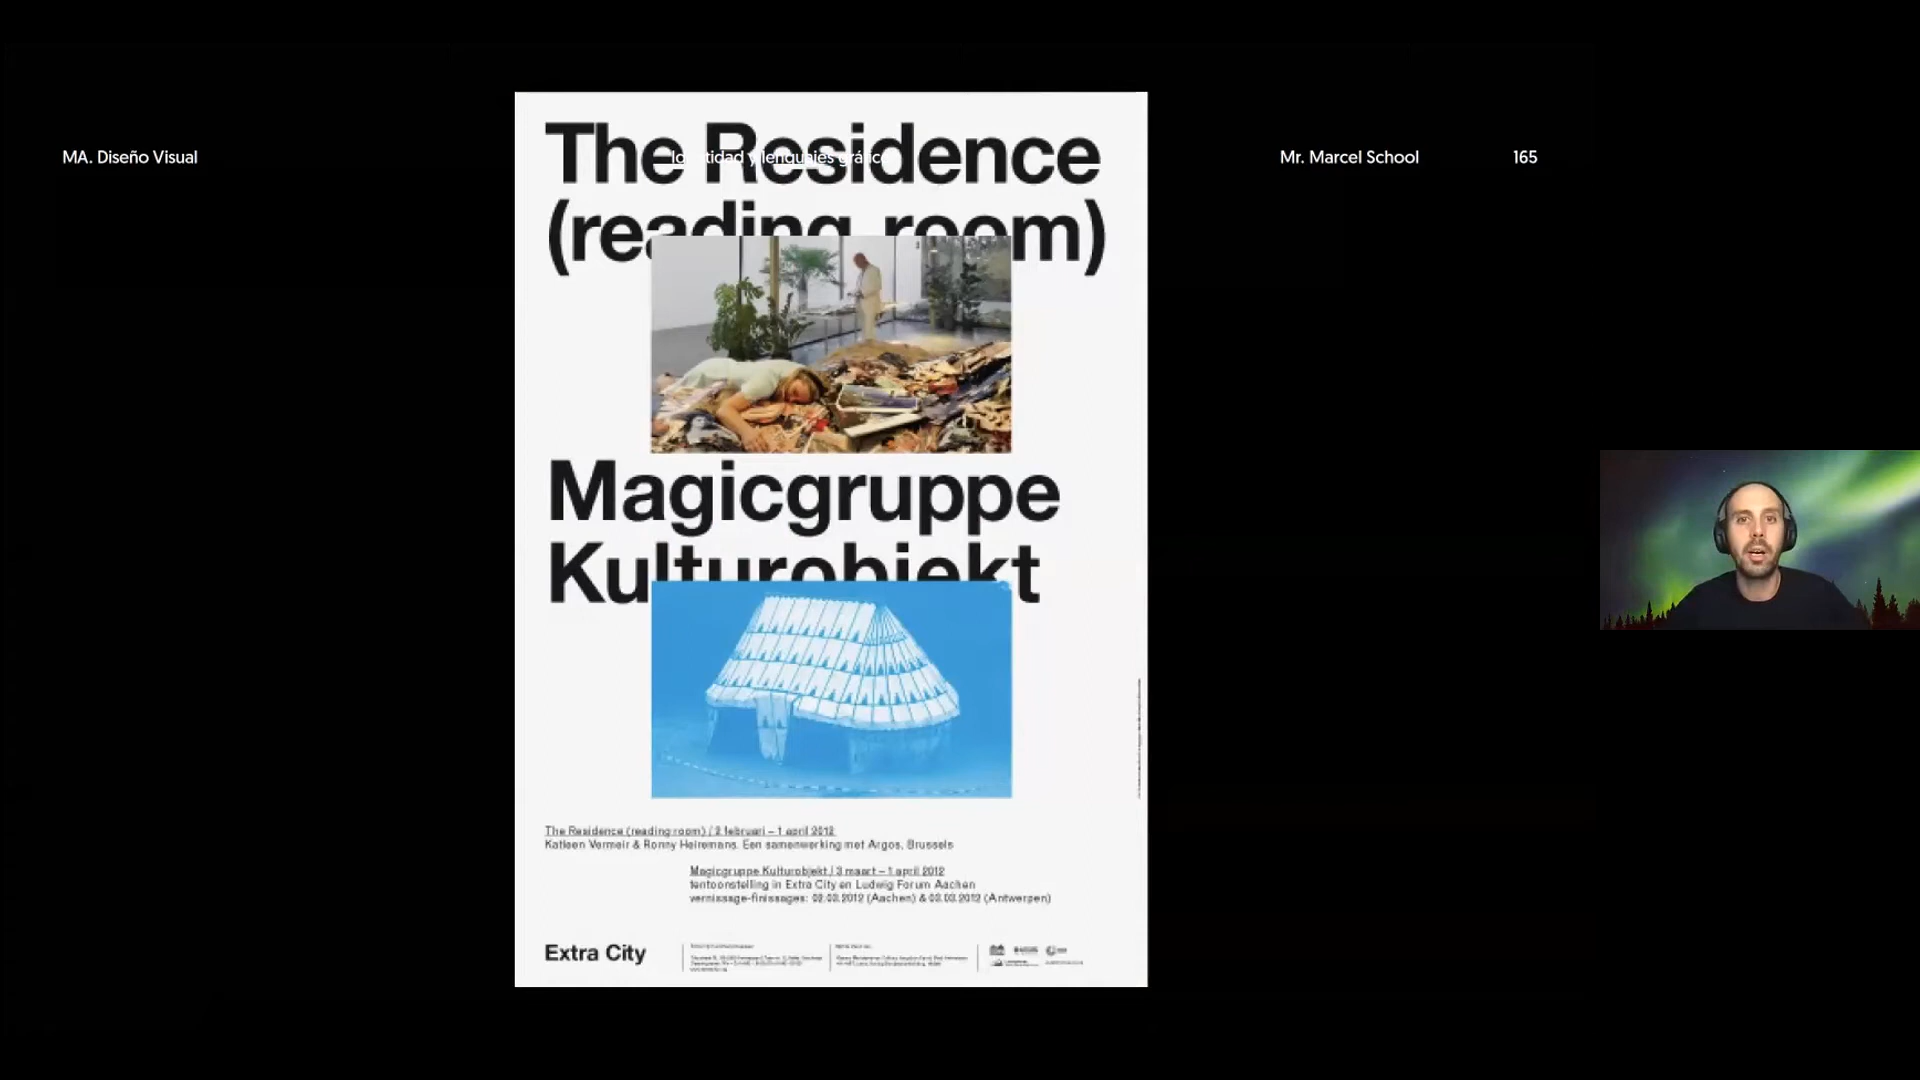 MA. Diseño Visual
Identidad y lenguajes gráficos
Mr. Marcel School
165
The Residence
(reading room)
Magicgruppe
Kulturobjekt
The Residence (reading room) / 2 februari – 1 april 2012
Katleen Vermeir & Ronny Heiremans. Een samenwerking met Argos, Brussels
Magicgruppe Kulturobjekt / 3 maart – 1 april 2012
tentoonstelling in Extra City en Ludwig Forum Aachen
vernissage-finissages: 02.03.2012 (Aachen) & 03.03.2012 (Antwerpen)
Extra City